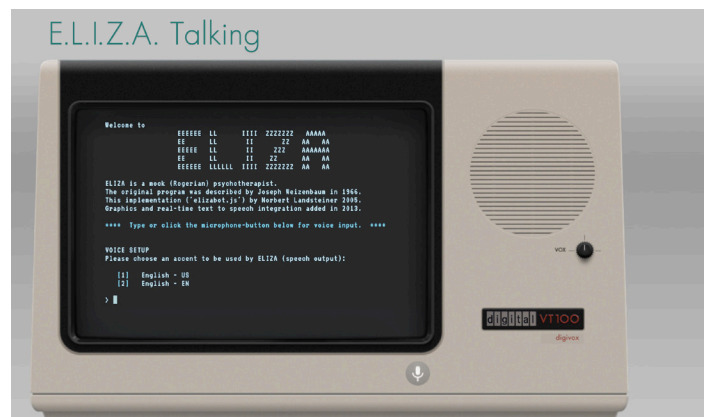 E.L.I.Z.A. Talking
Welcome to
EEEEEE LL IIII ZZZZZZZ AAAAA
EE LL II ZZ AA AA
EEEEE LL II ZZZ AAAAAAA
EE LL II ZZ AA AA
EEEEEE LLLLLL IIII ZZZZZZZ AA AA
ELIZA is a mock (Rogerian) psychotherapist.
The original program was described by Joseph Weizenbaum in 1966.
This implementation ('elizabot.js') by Norbert Landsteiner 2005.
Graphics and real-time text to speech integration added in 2013.
**** Type or click the microphone-button below for voice input. ****
VOICE SETUP
Please choose an accent to be used by ELIZA (speech output):
[1] English - US
[2] English - EN
>
VOX
digital VT100
digivox